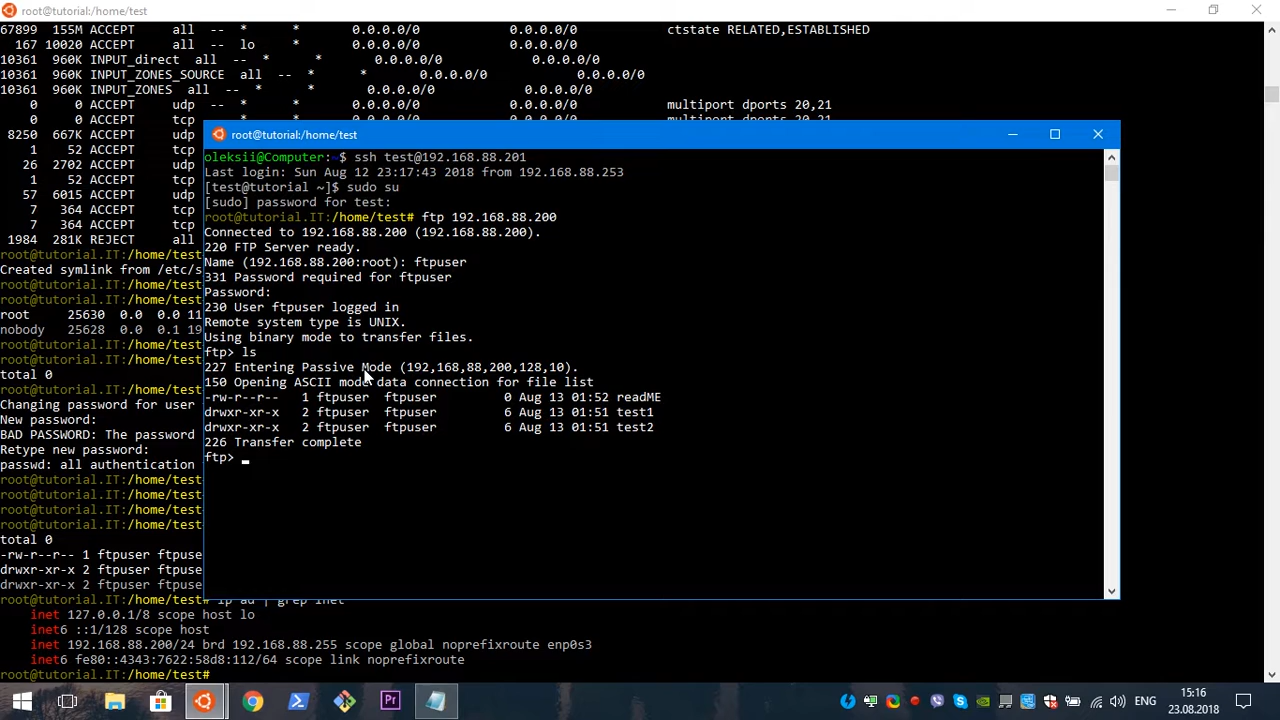 root@tutorial:/home/test
67899 155M ACCEPT all -- * * 0.0.0.0/0 0.0.0.0/0 ctstate RELATED,ESTABLISHED
167 10020 ACCEPT all -- lo * 0.0.0.0/0 0.0.0.0/0
10361 960K INPUT_direct all -- * * 0.0.0.0/0 0.0.0.0/0
10361 960K INPUT_ZONES_SOURCE all -- * * 0.0.0.0/0 0.0.0.0/0
10361 960K INPUT_ZONES all -- * * 0.0.0.0/0 0.0.0.0/0
0 0 ACCEPT udp -- * * 0.0.0.0/0 0.0.0.0/0 multiport dports 20,21
0 0 ACCEPT tcp -- * * 0.0.0.0/0 0.0.0.0/0 multiport dports 20,21
8250 667K ACCEPT udp
1 52 ACCEPT tcp
26 2702 ACCEPT udp
1 52 ACCEPT tcp
57 6015 ACCEPT udp
7 364 ACCEPT tcp
7 364 ACCEPT tcp
1984 281K REJECT all
root@tutorial.IT:/home/test
Created symlink from /etc/s
root@tutorial.IT:/home/test
root@tutorial.IT:/home/test
root 25630 0.0 0.0 11
nobody 25628 0.0 0.1 19
root@tutorial.IT:/home/test
root@tutorial.IT:/home/test
total 0
root@tutorial.IT:/home/test
Changing password for user
New password:
BAD PASSWORD: The password
Retype new password:
passwd: all authentication
root@tutorial.IT:/home/test
root@tutorial.IT:/home/test
root@tutorial.IT:/home/test
root@tutorial.IT:/home/test
total 0
-rw-r--r-- 1 ftpuser ftpuse
drwxr-xr-x 2 ftpuser ftpuse
drwxr-xr-x 2 ftpuser ftpuse
root@tutorial.IT:/home/test# ip ad | grep inet
inet 127.0.0.1/8 scope host lo
inet6 ::1/128 scope host
inet 192.168.88.200/24 brd 192.168.88.255 scope global noprefixroute enp0s3
inet6 fe80::4343:7622:58d8:112/64 scope link noprefixroute
root@tutorial.IT:/home/test#
root@tutorial:/home/test
oleksii@Computer:~$ ssh test@192.168.88.201
Last login: Sun Aug 12 23:17:43 2018 from 192.168.88.253
[test@tutorial ~]$ sudo su
[sudo] password for test:
root@tutorial.IT:/home/test# ftp 192.168.88.200
Connected to 192.168.88.200 (192.168.88.200).
220 FTP Server ready.
Name (192.168.88.200:root): ftpuser
331 Password required for ftpuser
Password:
230 User ftpuser logged in
Remote system type is UNIX.
Using binary mode to transfer files.
ftp> ls
227 Entering Passive Mode (192,168,88,200,128,10).
150 Opening ASCII mode data connection for file list
-rw-r--r-- 1 ftpuser ftpuser 0 Aug 13 01:52 readME
drwxr-xr-x 2 ftpuser ftpuser 6 Aug 13 01:51 test1
drwxr-xr-x 2 ftpuser ftpuser 6 Aug 13 01:51 test2
226 Transfer complete
ftp> _
Pr
ENG
15:16
23.08.2018